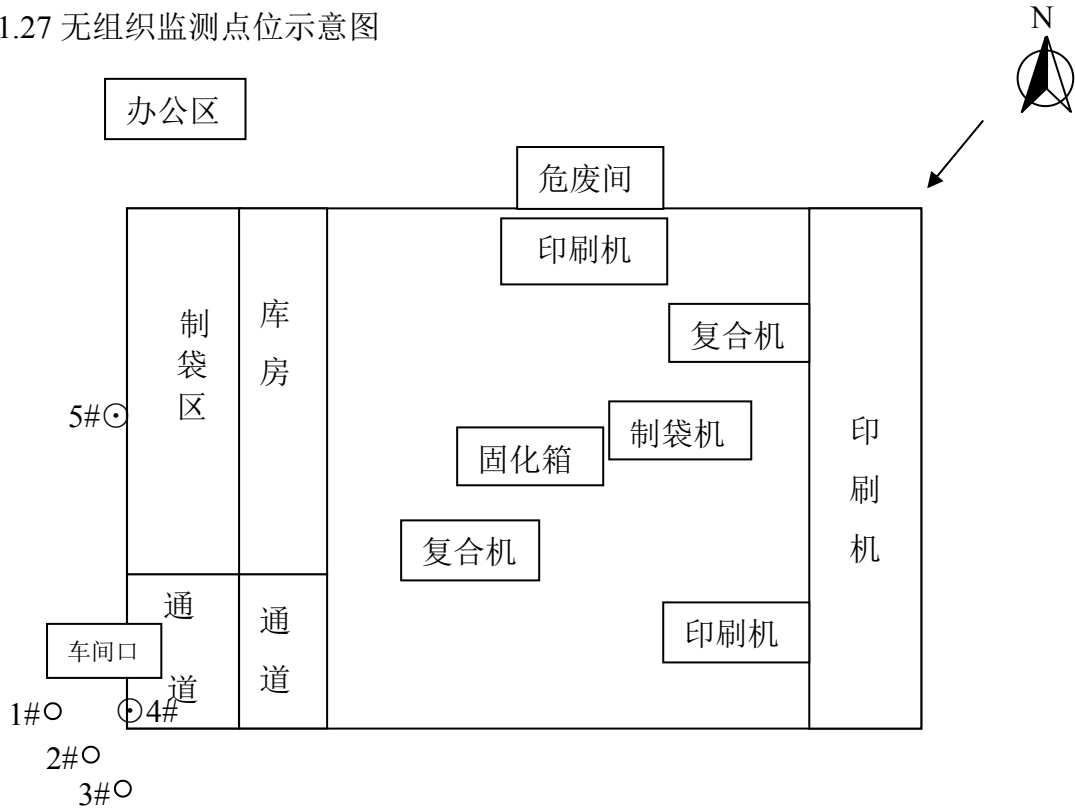 1.27 无组织监测点位示意图
N
办公区
危废间
印刷机
复合机
制袋区
库房
5#
制袋机
固化箱
印刷机
复合机
通道
通道
车间口
印刷机
1#
4#
2#
3#